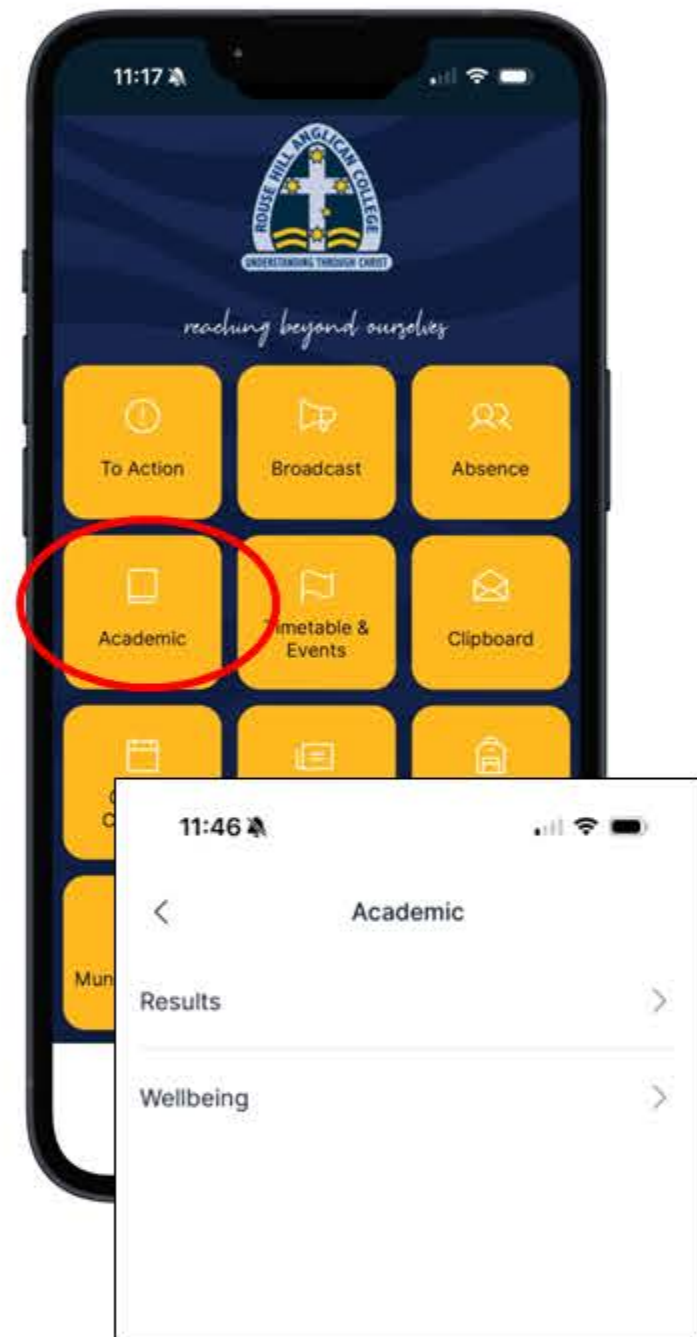 11:17
ROUSE HILL ANGLICAN COLLEGE
UNDERSTANDING THROUGH CHRIST
reaching beyond ourselves
To Action
Broadcast
Absence
Academic
Timetable &
Events
Clipboard
11:46
Academic
Results
Wellbeing